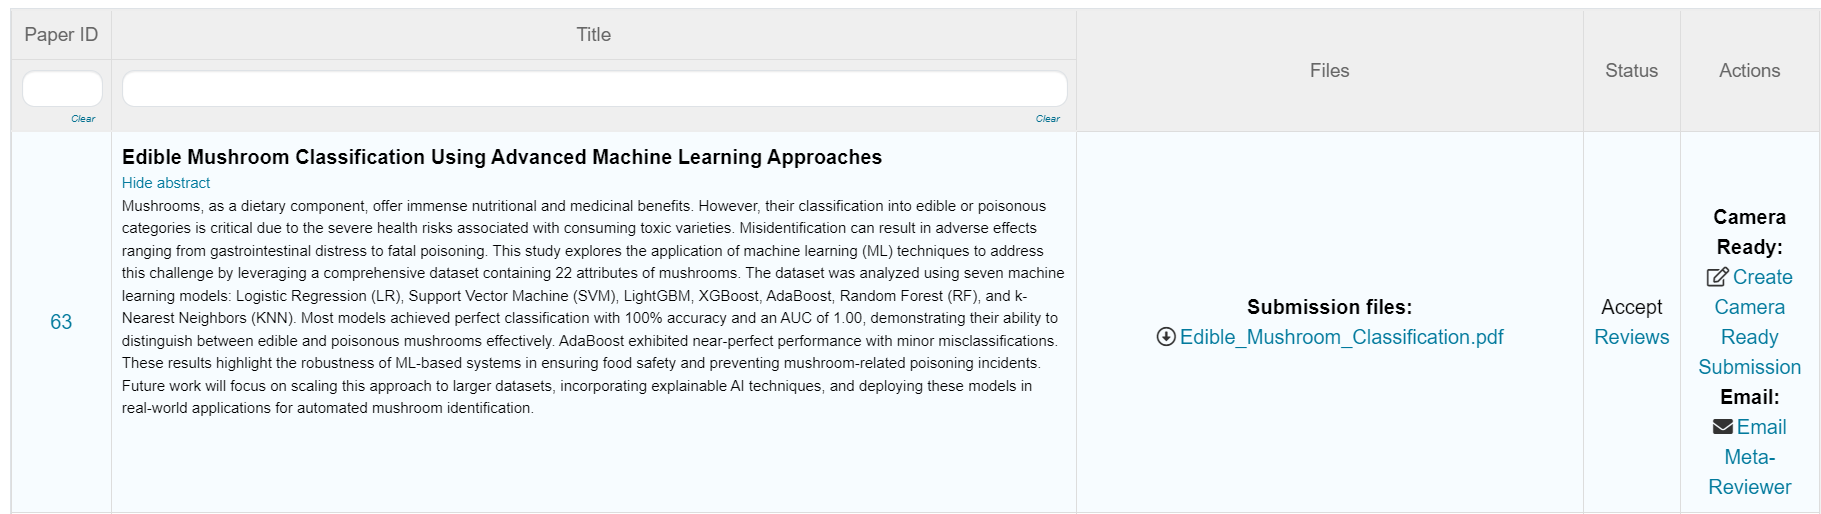 Paper ID
Title
Files
Status
Actions
Clear
Clear
63
Edible Mushroom Classification Using Advanced Machine Learning Approaches
Hide abstract
Mushrooms, as a dietary component, offer immense nutritional and medicinal benefits. However, their classification into edible or poisonous
categories is critical due to the severe health risks associated with consuming toxic varieties. Misidentification can result in adverse effects
ranging from gastrointestinal distress to fatal poisoning. This study explores the application of machine learning (ML) techniques to address
this challenge by leveraging a comprehensive dataset containing 22 attributes of mushrooms. The dataset was analyzed using seven machine
learning models: Logistic Regression (LR), Support Vector Machine (SVM), LightGBM, XGBoost, AdaBoost, Random Forest (RF), and k-
Nearest Neighbors (KNN). Most models achieved perfect classification with 100% accuracy and an AUC of 1.00, demonstrating their ability to
distinguish between edible and poisonous mushrooms effectively. AdaBoost exhibited near-perfect performance with minor misclassifications.
These results highlight the robustness of ML-based systems in ensuring food safety and preventing mushroom-related poisoning incidents.
Future work will focus on scaling this approach to larger datasets, incorporating explainable AI techniques, and deploying these models in
real-world applications for automated mushroom identification.
Submission files:
Edible_Mushroom_Classification.pdf
Accept
Reviews
Camera
Ready:
Create
Camera
Ready
Submission
Email:
Email
Meta-
Reviewer